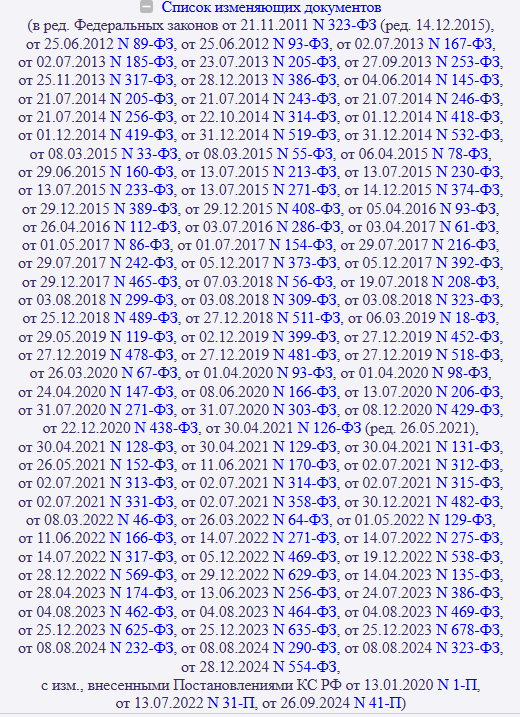 Список изменяющих документов
(в ред. Федеральных законов от 21.11.2011 N 323-ФЗ (ред. 14.12.2015),
от 25.06.2012 N 89-ФЗ, от 25.06.2012 N 93-ФЗ, от 02.07.2013 N 167-ФЗ,
от 02.07.2013 N 185-ФЗ, от 23.07.2013 N 205-ФЗ, от 27.09.2013 N 253-ФЗ,
от 25.11.2013 N 317-ФЗ, от 28.12.2013 N 386-ФЗ, от 04.06.2014 N 145-ФЗ,
от 21.07.2014 N 205-ФЗ, от 21.07.2014 N 243-ФЗ, от 21.07.2014 N 246-ФЗ,
от 21.07.2014 N 256-ФЗ, от 22.10.2014 N 314-ФЗ, от 01.12.2014 N 418-ФЗ,
от 01.12.2014 N 419-ФЗ, от 31.12.2014 N 519-ФЗ, от 31.12.2014 N 532-ФЗ,
от 08.03.2015 N 33-ФЗ, от 08.03.2015 N 55-ФЗ, от 06.04.2015 N 78-ФЗ,
от 29.06.2015 N 160-ФЗ, от 13.07.2015 N 213-ФЗ, от 13.07.2015 N 230-ФЗ,
от 13.07.2015 N 233-ФЗ, от 13.07.2015 N 271-ФЗ, от 14.12.2015 N 374-ФЗ,
от 29.12.2015 N 389-ФЗ, от 29.12.2015 N 408-ФЗ, от 05.04.2016 N 93-ФЗ,
от 26.04.2016 N 112-ФЗ, от 03.07.2016 N 286-ФЗ, от 03.04.2017 N 61-ФЗ,
от 01.05.2017 N 86-ФЗ, от 01.07.2017 N 154-ФЗ, от 29.07.2017 N 216-ФЗ,
от 29.07.2017 N 242-ФЗ, от 05.12.2017 N 373-ФЗ, от 05.12.2017 N 392-ФЗ,
от 29.12.2017 N 465-ФЗ, от 07.03.2018 N 56-ФЗ, от 19.07.2018 N 208-ФЗ,
от 03.08.2018 N 299-ФЗ, от 03.08.2018 N 309-ФЗ, от 03.08.2018 N 323-ФЗ,
от 25.12.2018 N 489-ФЗ, от 27.12.2018 N 511-ФЗ, от 06.03.2019 N 18-ФЗ,
от 29.05.2019 N 119-ФЗ, от 02.12.2019 N 399-ФЗ, от 27.12.2019 N 452-ФЗ,
от 27.12.2019 N 478-ФЗ, от 27.12.2019 N 481-ФЗ, от 27.12.2019 N 518-ФЗ,
от 26.03.2020 N 67-ФЗ, от 01.04.2020 N 93-ФЗ, от 01.04.2020 N 98-ФЗ,
от 24.04.2020 N 147-ФЗ, от 08.06.2020 N 166-ФЗ, от 13.07.2020 N 206-ФЗ,
от 31.07.2020 N 271-ФЗ, от 31.07.2020 N 303-ФЗ, от 08.12.2020 N 429-ФЗ,
от 22.12.2020 N 438-ФЗ, от 30.04.2021 N 126-ФЗ (ред. 26.05.2021),
от 30.04.2021 N 128-ФЗ, от 30.04.2021 N 129-ФЗ, от 30.04.2021 N 131-ФЗ,
от 26.05.2021 N 152-ФЗ, от 11.06.2021 N 170-ФЗ, от 02.07.2021 N 312-ФЗ,
от 02.07.2021 N 313-ФЗ, от 02.07.2021 N 314-ФЗ, от 02.07.2021 N 315-ФЗ,
от 02.07.2021 N 331-ФЗ, от 02.07.2021 N 358-ФЗ, от 30.12.2021 N 482-ФЗ,
от 08.03.2022 N 46-ФЗ, от 26.03.2022 N 64-ФЗ, от 01.05.2022 N 129-ФЗ,
от 11.06.2022 N 166-ФЗ, от 14.07.2022 N 271-ФЗ, от 14.07.2022 N 275-ФЗ,
от 14.07.2022 N 317-ФЗ, от 05.12.2022 N 469-ФЗ, от 19.12.2022 N 538-ФЗ,
от 28.12.2022 N 569-ФЗ, от 29.12.2022 N 629-ФЗ, от 14.04.2023 N 135-ФЗ,
от 28.04.2023 N 174-ФЗ, от 13.06.2023 N 256-ФЗ, от 24.07.2023 N 386-ФЗ,
от 04.08.2023 N 462-ФЗ, от 04.08.2023 N 464-ФЗ, от 04.08.2023 N 469-ФЗ,
от 25.12.2023 N 625-ФЗ, от 25.12.2023 N 635-ФЗ, от 25.12.2023 N 678-ФЗ,
от 08.08.2024 N 232-ФЗ, от 08.08.2024 N 290-ФЗ, от 08.08.2024 N 323-ФЗ,
от 28.12.2024 N 554-ФЗ,
с изм., внесенными Постановлениями КС РФ от 13.01.2020 N 1-П,
от 13.07.2022 N 31-П, от 26.09.2024 N 41-П)